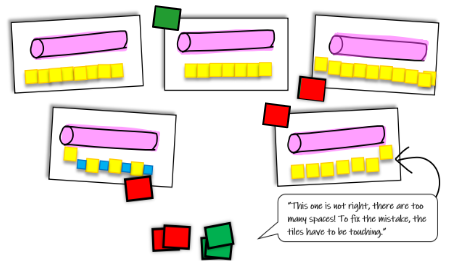 "This one is not right, there are too
many spaces! To fix the mistake, the
tiles have to be touching."